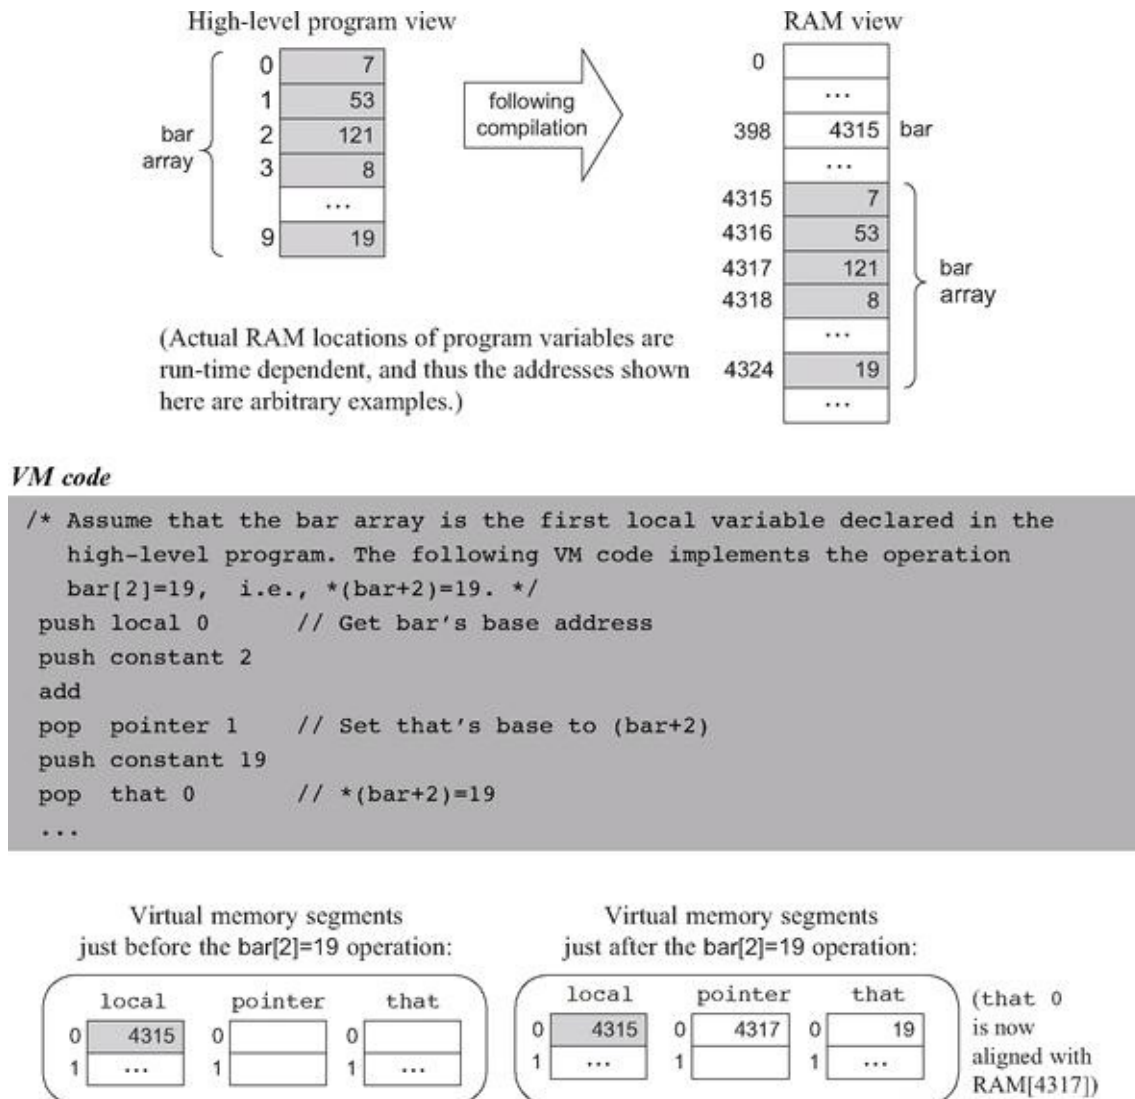 High-level program view
0 7
1 53
bar array
2 121
3 8
...
9 19
following
compilation
RAM view
0
...
398 4315 bar
...
4315 7
4316 53
4317 121
bar
array
4318 8
...
4324 19
...
(Actual RAM locations of program variables are
run-time dependent, and thus the addresses shown
here are arbitrary examples.)
VM code
/* Assume that the bar array is the first local variable declared in the
high-level program. The following VM code implements the operation
bar[2]=19, i.e., *(bar+2)=19. */
push local 0 // Get bar's base address
push constant 2
add
pop pointer 1 // Set that's base to (bar+2)
push constant 19
pop that 0 // *(bar+2)=19
...
Virtual memory segments
just before the bar[2]=19 operation:
local pointer that
0 4315 0 0
1 ... 1 1 ...
Virtual memory segments
just after the bar[2]=19 operation:
local pointer that
0 4315 0 4317 0 19
1 ... 1 1 ...
(that 0
is now
aligned with
RAM[4317])